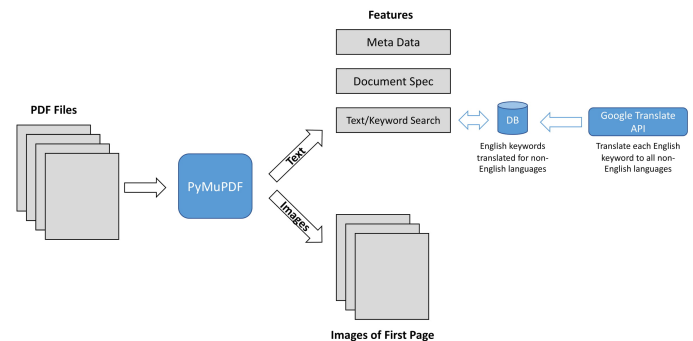 Features
Meta Data
Document Spec
PDF Files
Text/Keyword Search
DB
Google Translate
API
English keywords
translated for non-
English languages
Translate each English
keyword to all non-
English languages
Text
PyMuPDF
Images
Images of First Page